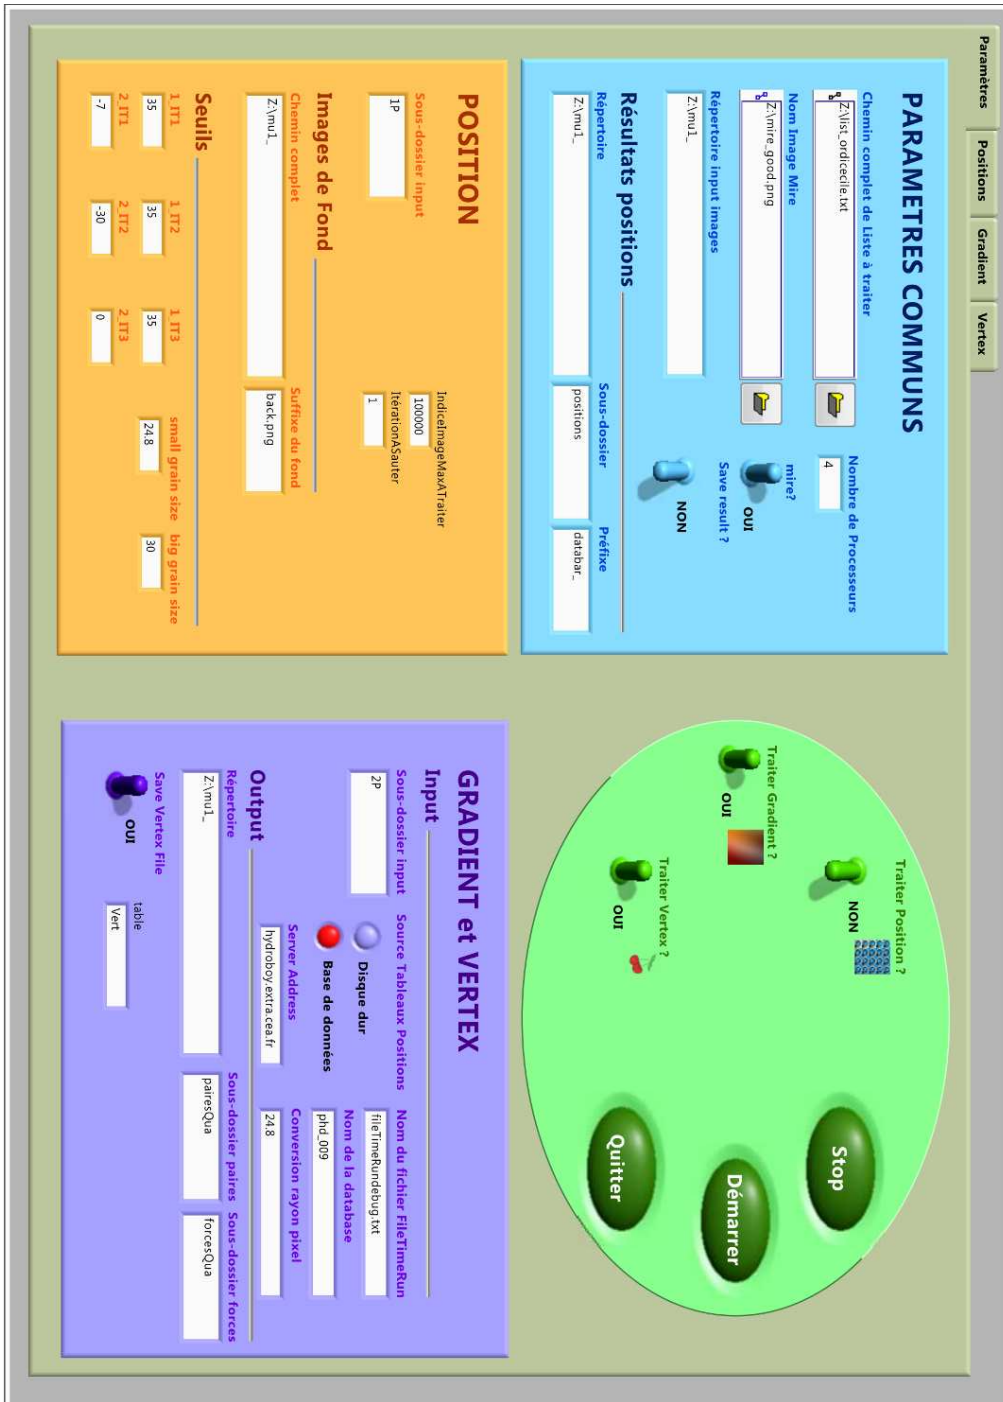 Paramètres
Positions
Gradient
Vertex
PARAMETRES COMMUNS
Chemin complet de Liste à traiter
Z:\list_ordicecile.txt
Nombre de Processeurs
4
Nom Image Mire
Z:\mire_good.png
mire?
OUI
Répertoire input images
Z:\mu1_
Save result ?
NON
Résultats positions
Répertoire
Sous-dossier
Préfixe
Z:\mu1_
positions
databar_
Traiter Position ?
NON
Traiter Gradient ?
OUI
Traiter Vertex ?
OUI
Stop
Démarrer
Quitter
POSITION
Sous-dossier input
1P
IndiceImageMaxATraiter
100000
ItérationASauter
1
Images de Fond
Chemin complet
Suffixe du fond
Z:\mu1_
back.png
Seuils
1_IT1
1_IT2
1_IT3
small grain size
big grain size
35
35
35
24.8
30
2_IT1
2_IT2
2_IT3
-7
-30
0
GRADIENT et VERTEX
Input
Sous-dossier input
Source Tableaux Positions
Nom du fichier FileTimeRun
2P
Disque dur
fileTimeRundebug.txt
Base de données
Nom de la database
phd_009
Server Address
Conversion rayon pixel
hydroboy.extra.cea.fr
24.8
Output
Répertoire
Sous-dossier paires
Sous-dossier forces
Z:\mu1_
pairesQua
forcesQua
Save Vertex File
OUI
table
Vert